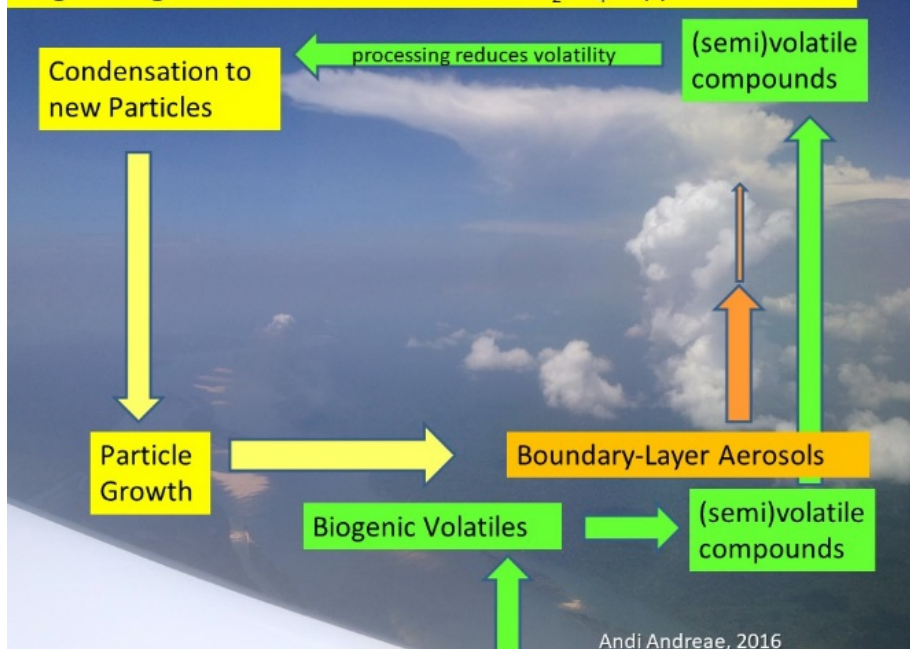 processing reduces volatility
(semi)volatile
compounds
Condensation to
new Particles
Particle
Growth
Boundary-Layer Aerosols
Biogenic Volatiles
(semi)volatile
compounds
Andi Andreae, 2016